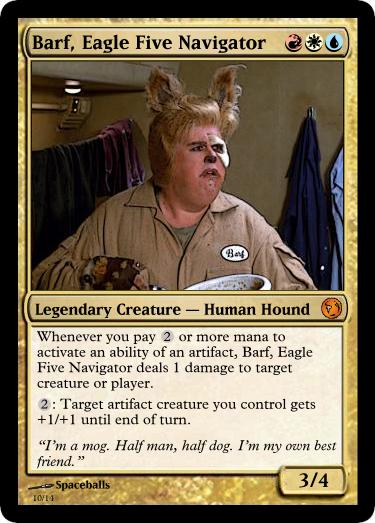 Barf, Eagle Five Navigator
Barf
Legendary Creature — Human Hound
Whenever you pay 2 or more mana to
activate an ability of an artifact, Barf, Eagle
Five Navigator deals 1 damage to target
creature or player.
2: Target artifact creature you control gets
+1/+1 until end of turn.
“I’m a mog. Half man, half dog. I’m my own best
friend.”
Spaceballs
3/4
10/14